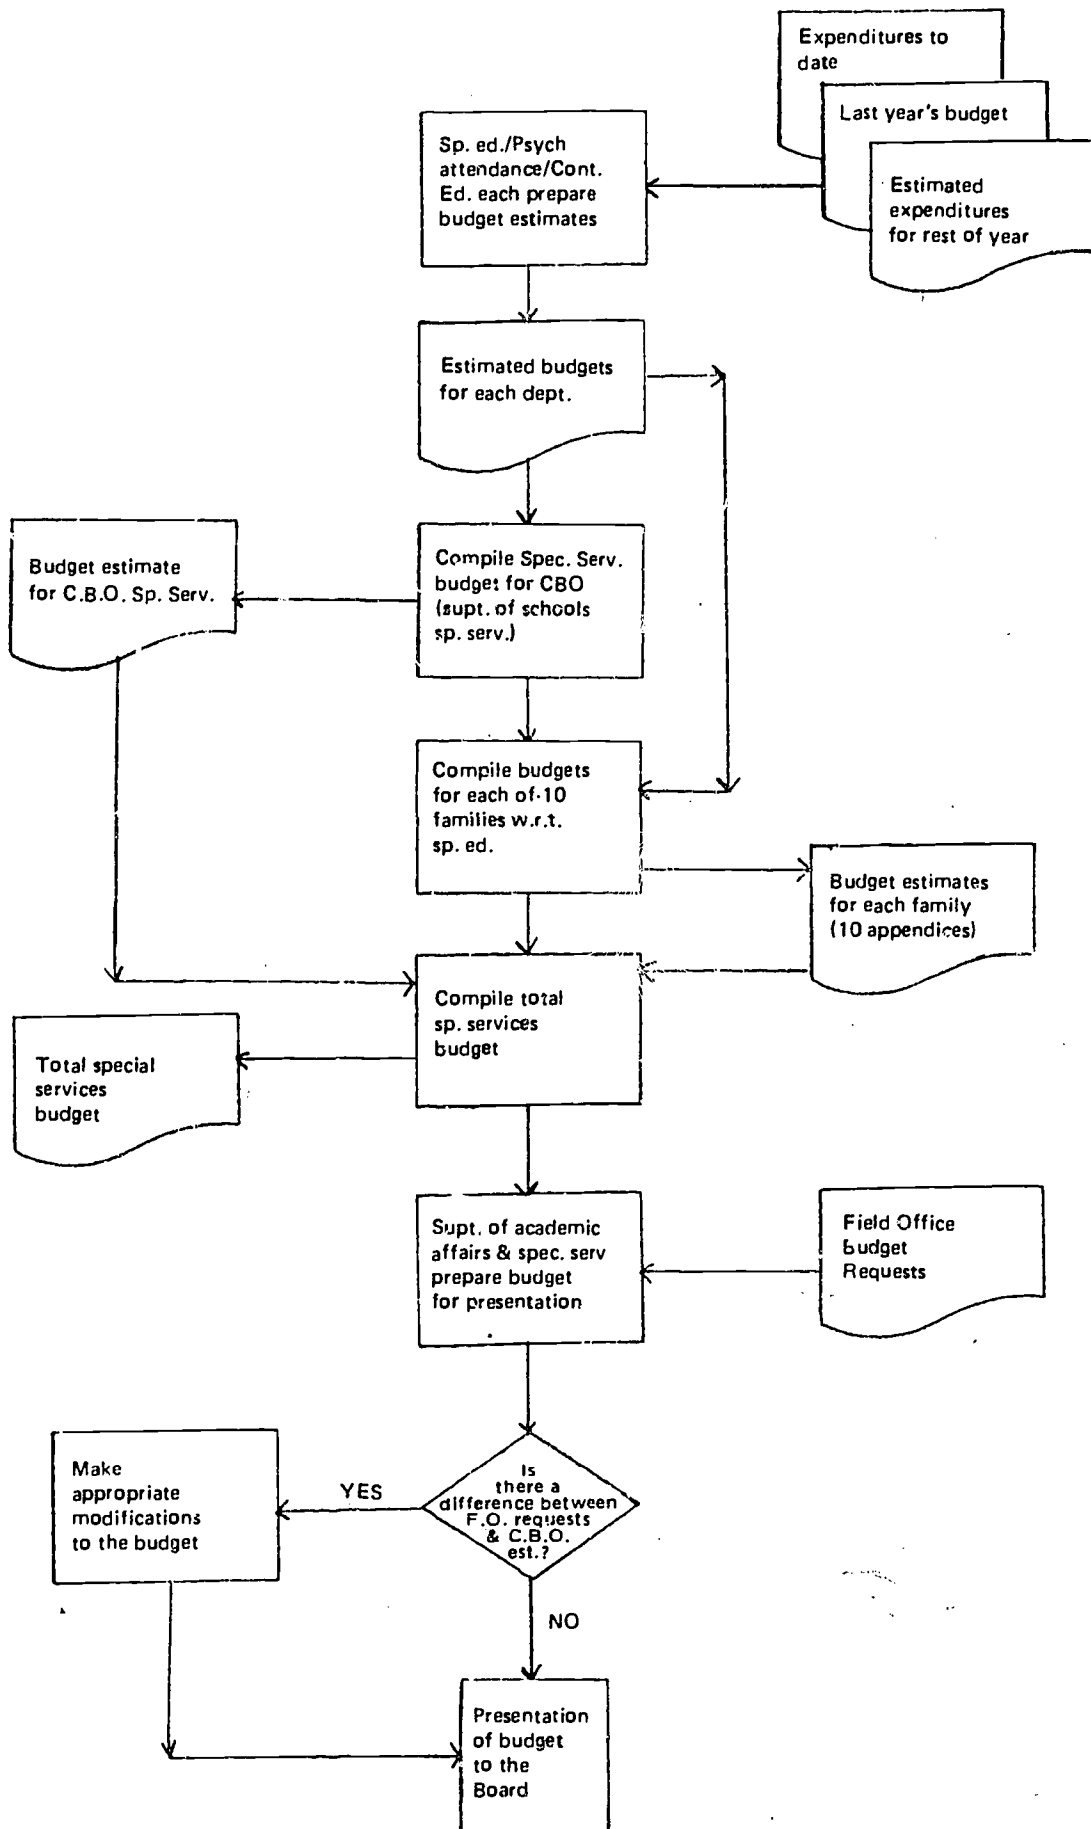 Expenditures to
date
Last year's budget
Estimated
expenditures
for rest of year
Sp. ed./Psych
attendance/Cont.
Ed. each prepare
budget estimates
Estimated budgets
for each dept.
Budget estimate
for C.B.O. Sp. Serv.
Compile Spec. Serv.
budget for CBO
(supt. of schools
sp. serv.)
Compile budgets
for each of 10
families w.r.t.
sp. ed.
Budget estimates
for each family
(10 appendices)
Compile total
sp. services
budget
Total special
services
budget
Supt. of academic
affairs & spec. serv
prepare budget
for presentation
Field Office
Budget
Requests
Is
there a
difference between
F.O. requests
& C.B.O.
est.?
YES
Make
appropriate
modifications
to the budget
NO
Presentation
of budget
to the
Board